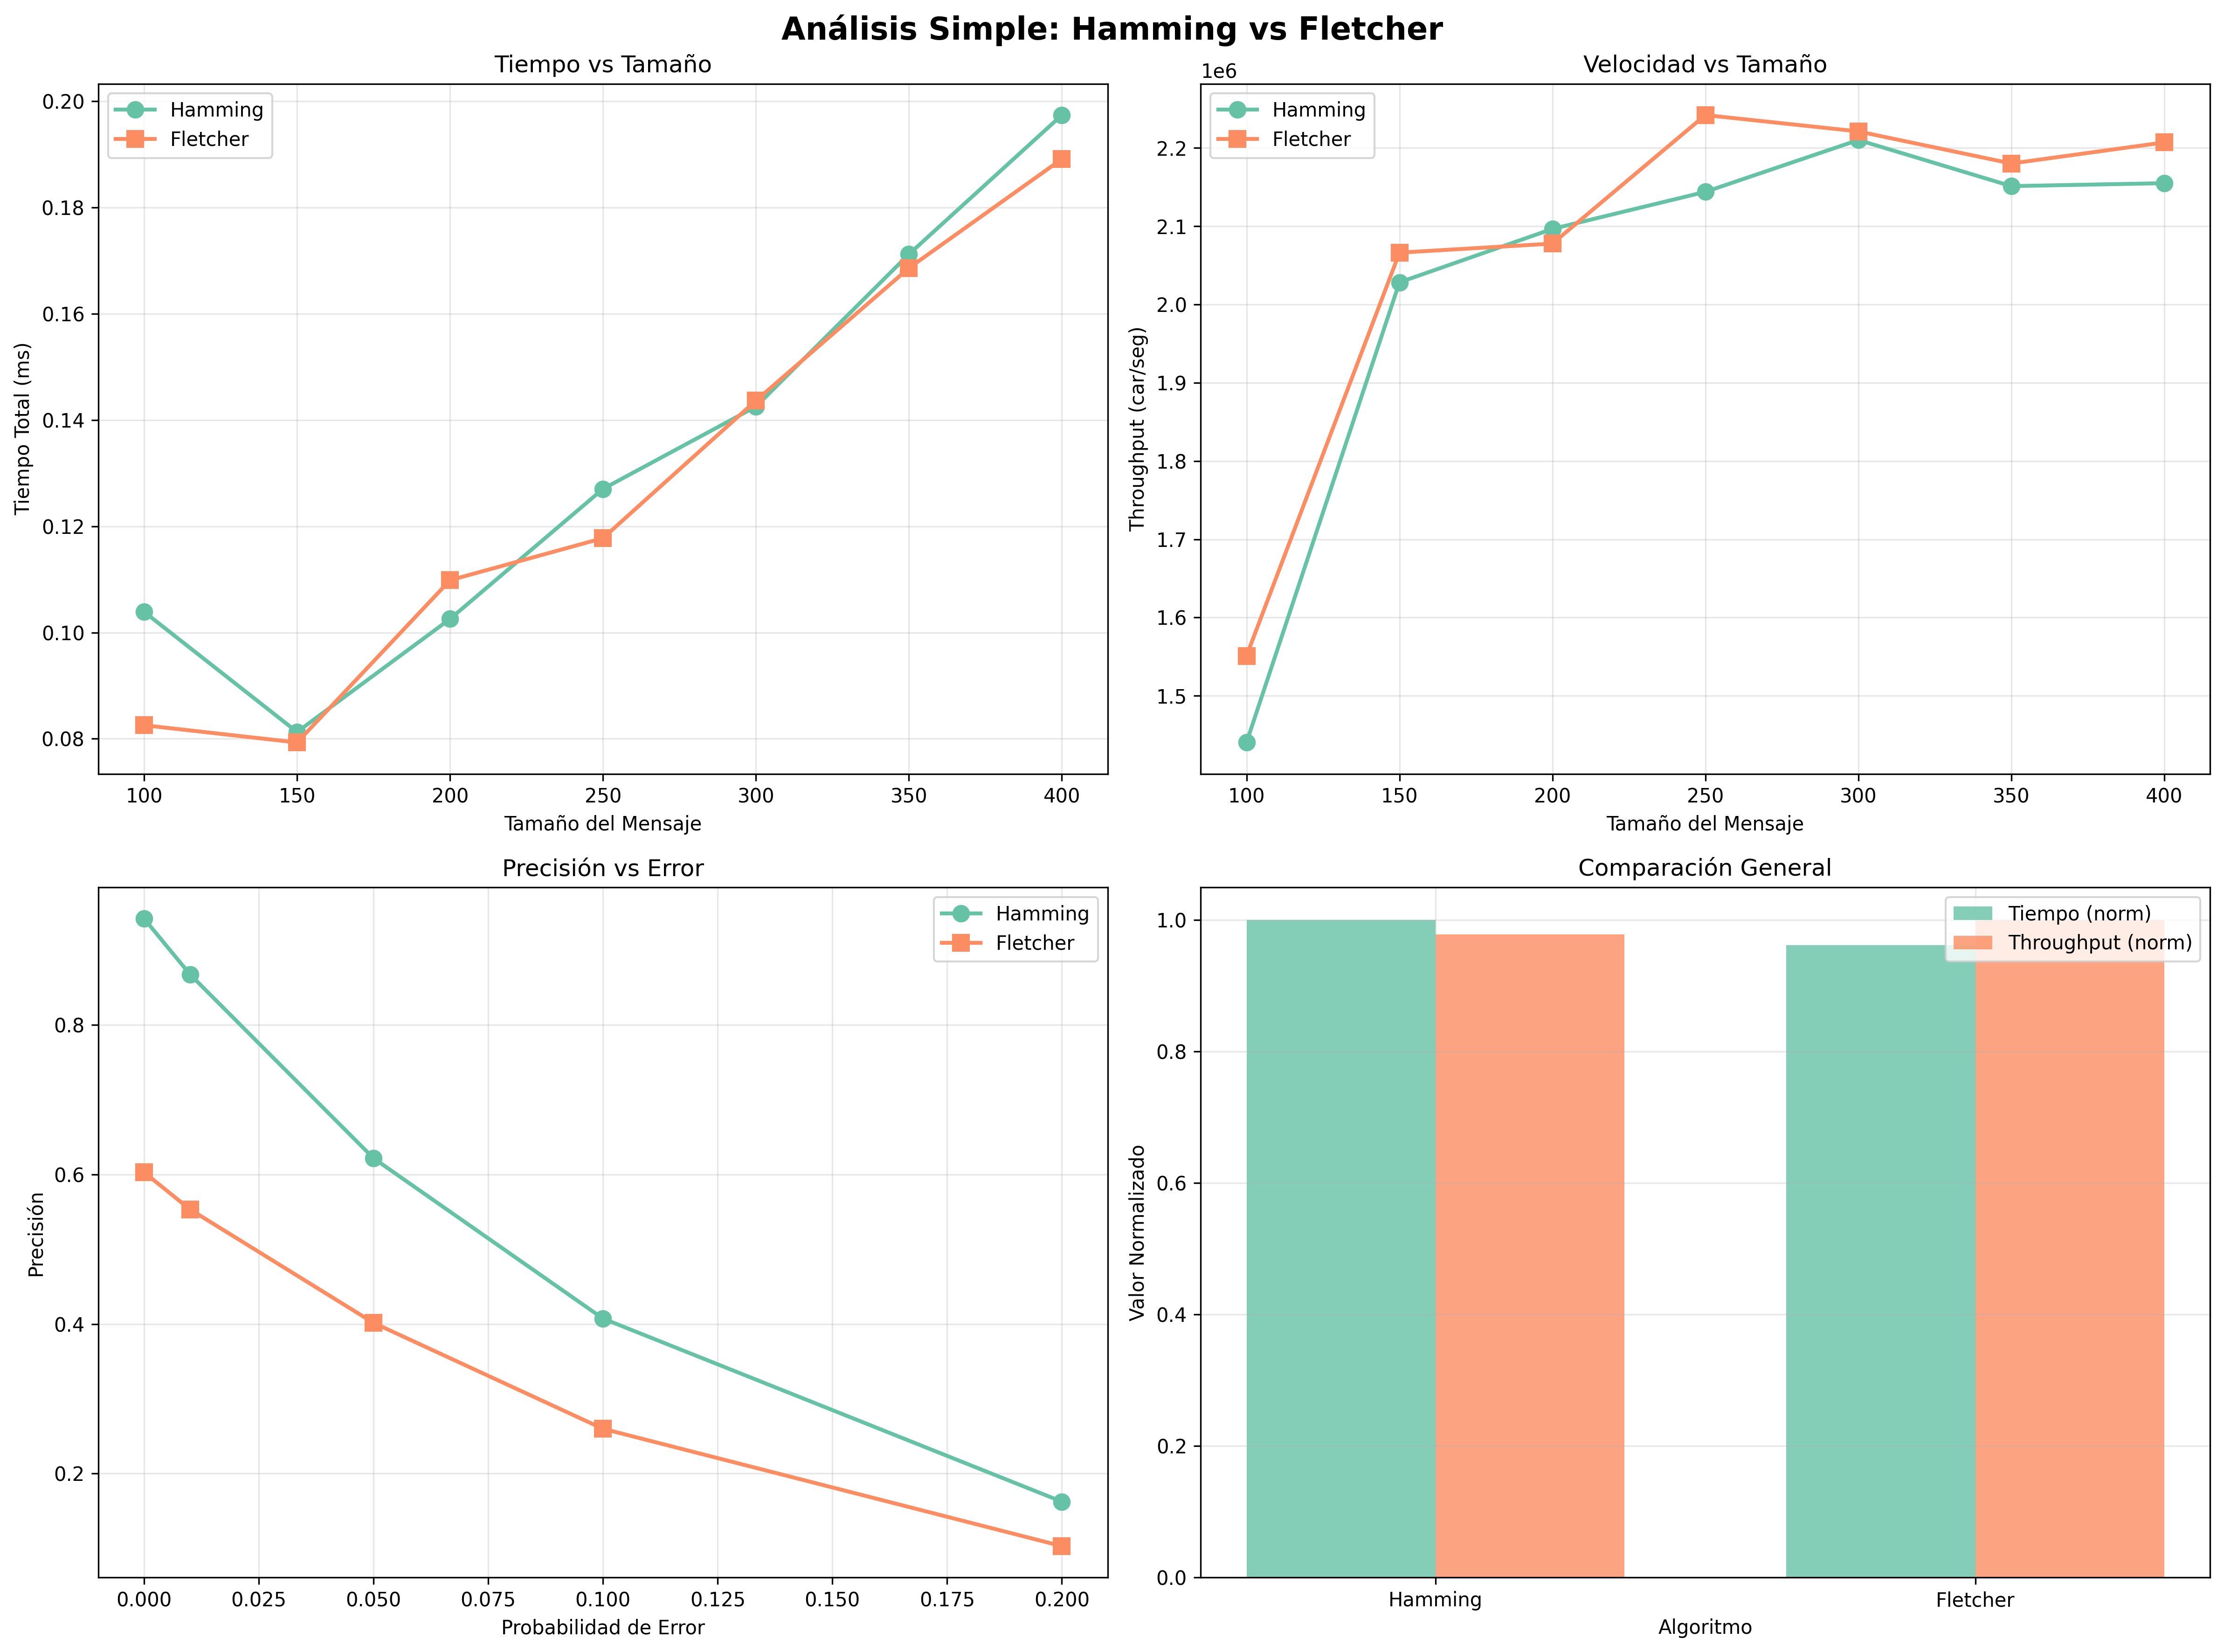 Análisis Simple: Hamming vs Fletcher
Tiempo vs Tamaño
Hamming
Fletcher
Tiempo Total (ms)
0.20
0.18
0.16
0.14
0.12
0.10
0.08
100 150 200 250 300 350 400
Tamaño del Mensaje
Velocidad vs Tamaño
1e6
Hamming
Fletcher
Throughput (car/seg)
2.2
2.1
2.0
1.9
1.8
1.7
1.6
1.5
100 150 200 250 300 350 400
Tamaño del Mensaje
Precisión vs Error
Hamming
Fletcher
Precisión
0.8
0.6
0.4
0.2
0.000 0.025 0.050 0.075 0.100 0.125 0.150 0.175 0.200
Probabilidad de Error
Comparación General
Tiempo (norm)
Throughput (norm)
Valor Normalizado
1.0
0.8
0.6
0.4
0.2
0.0
Hamming Fletcher
Algoritmo